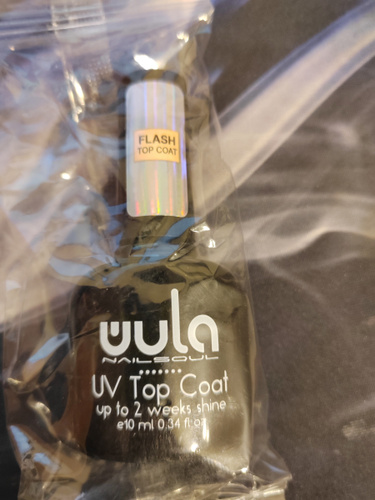 FLASH
TOP COAT
wula
NAILSOUL
UV Top Coat
up to 2 weeks shine
e10 ml 0.34 fl.oz